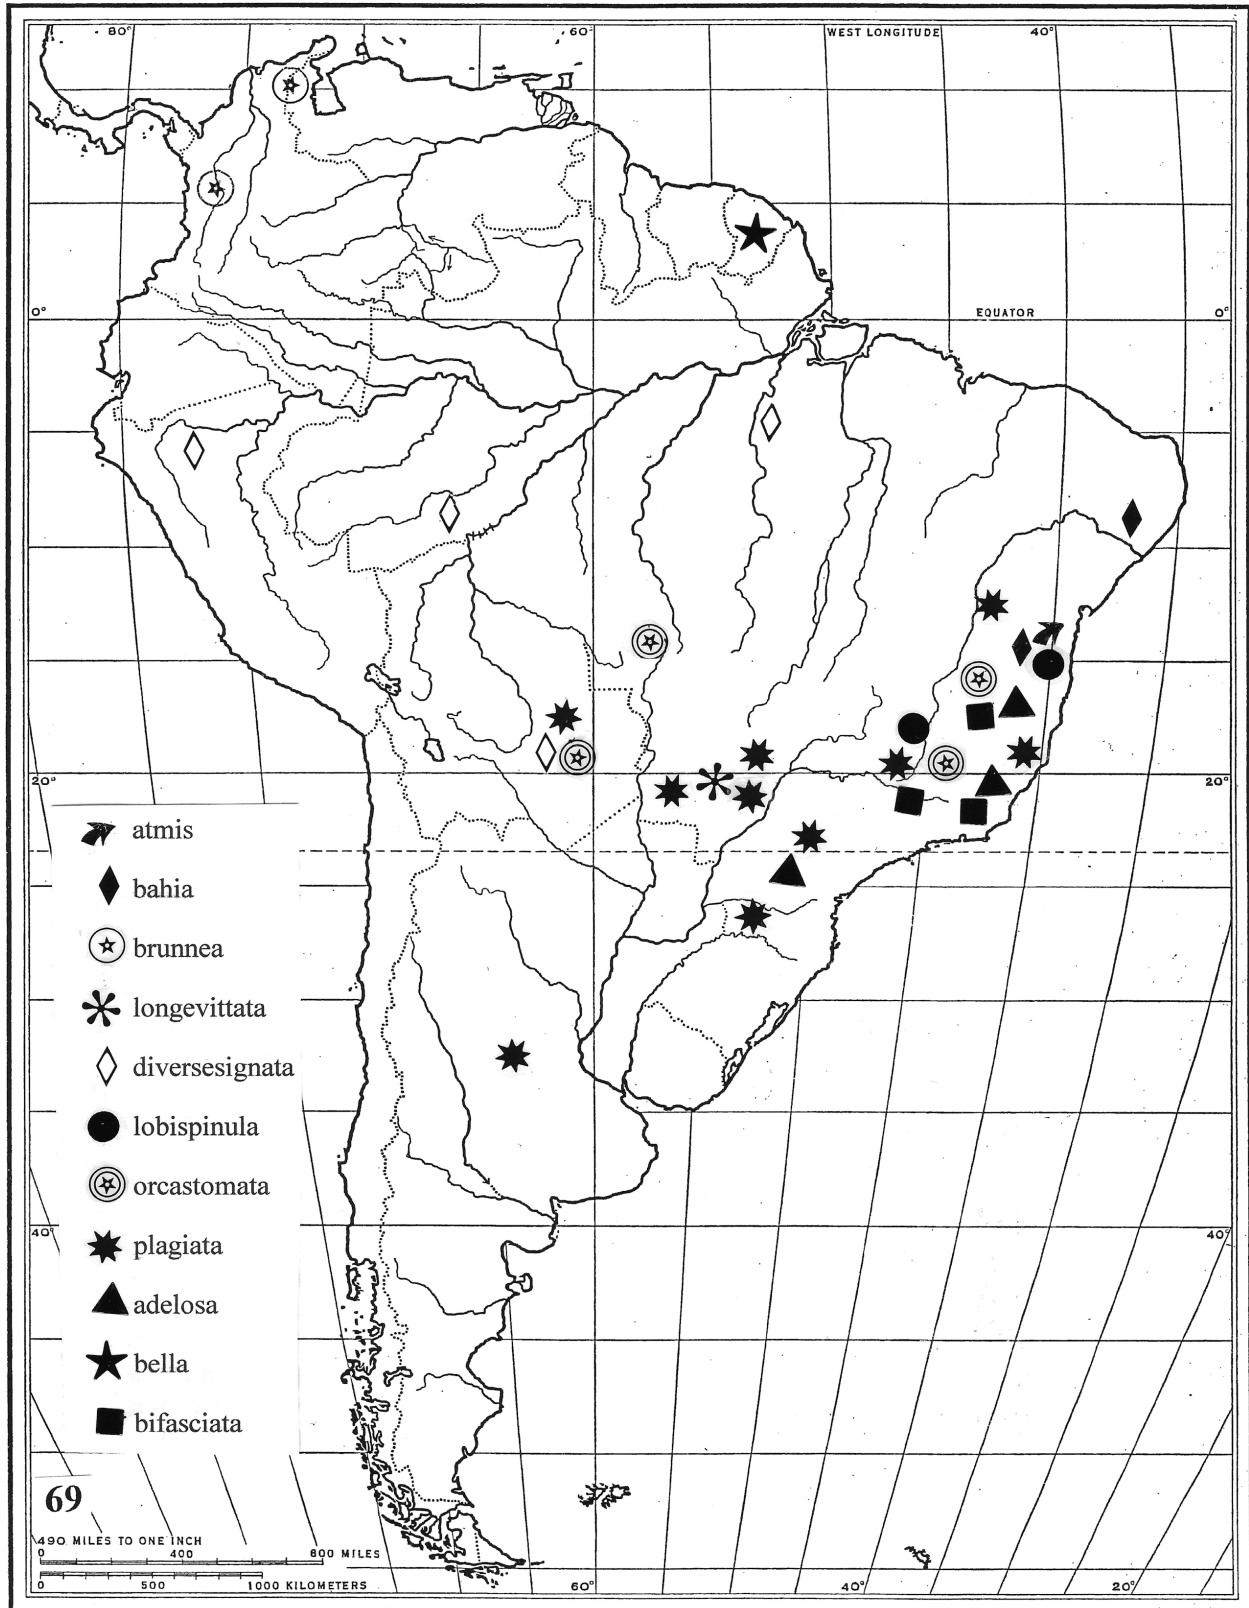 80° 60° WEST LONGITUDE 40°
0° EQUATOR 0°
20° 20°
atmis
bahia
brunnea
longevittata
diversesignata
lobispinula
orcastomata
plagiata
40° 40°
adelosa
bella
bifasciata
69
490 MILES TO ONE INCH
0 400 800 MILES
0 500 1000 KILOMETERS
60° 40° 20°